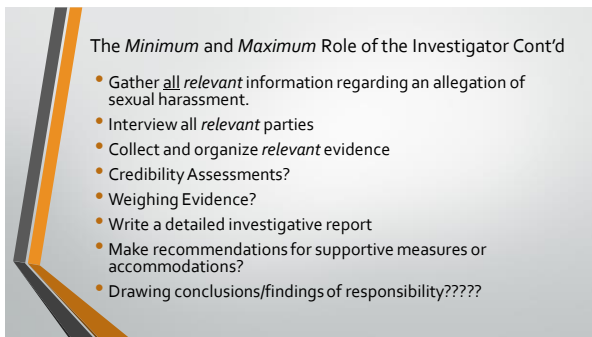 The Minimum and Maximum Role of the Investigator Cont'd
• Gather all relevant information regarding an allegation of
sexual harassment.
• Interview all relevant parties
• Collect and organize relevant evidence
• Credibility Assessments?
• Weighing Evidence?
• Write a detailed investigative report
• Make recommendations for supportive measures or
accommodations?
• Drawing conclusions/findings of responsibility?????